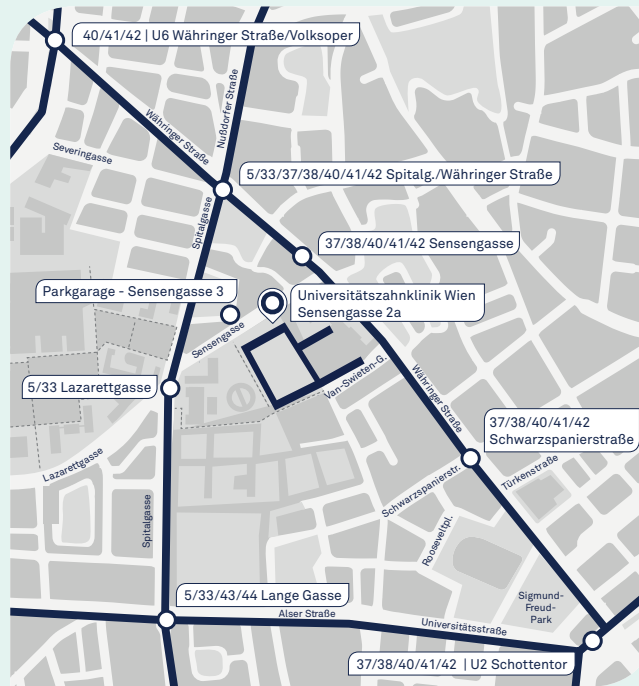 40/41/42 | U6 Währinger Straße/Volksoper
Nußdorfer Straße
Währinger Straße
Severingasse
5/33/37/38/40/41/42 Spitalg./Währinger Straße
Spitalgasse
37/38/40/41/42 Sensengasse
Parkgarage - Sensengasse 3
Universitätszahnklinik Wien
Sensengasse 2a
Sensengasse
Van-Swieten-G.
5/33 Lazarettgasse
Währinger Straße
37/38/40/41/42
Schwarzspanierstraße
Lazarettgasse
Schwarzspanierstr.
Türkenstraße
Spitalgasse
Rooseveltpl.
5/33/43/44 Lange Gasse
Alser Straße
Sigmund-
Freud-
Park
Universitätsstraße
37/38/40/41/42 | U2 Schottentor